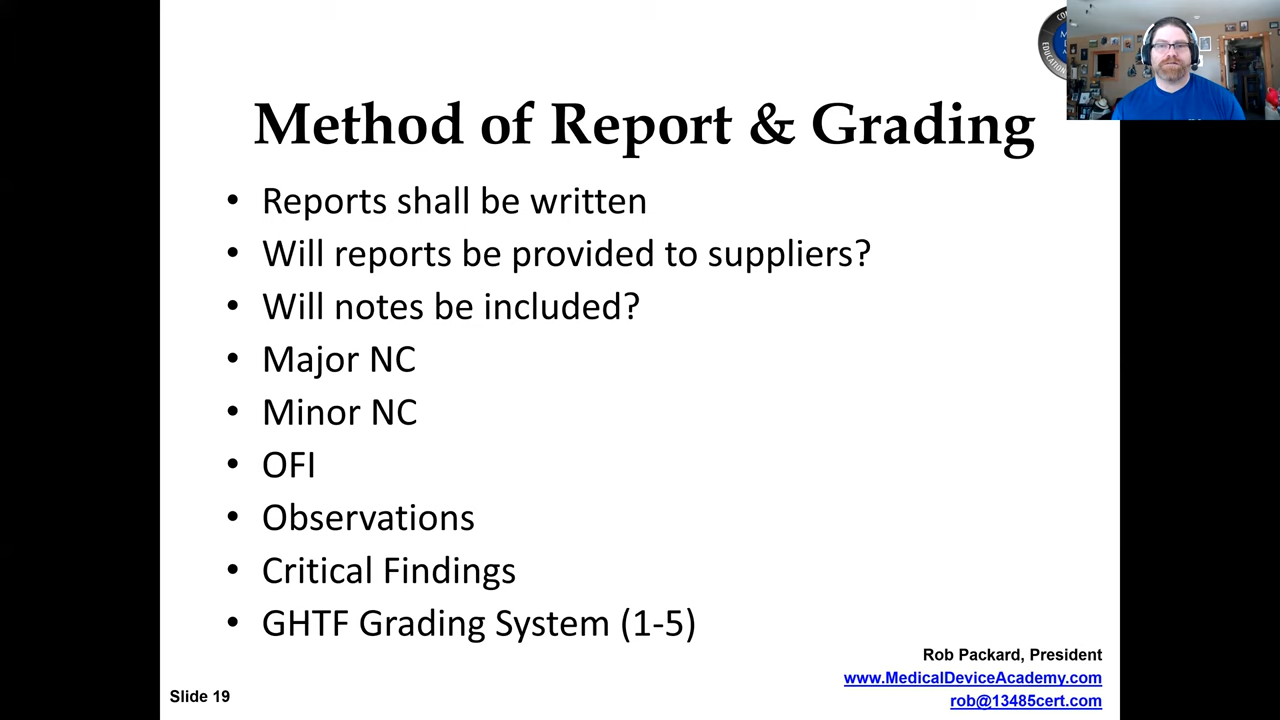 Method of Report & Grading
• Reports shall be written
• Will reports be provided to suppliers?
• Will notes be included?
• Major NC
• Minor NC
• OFI
• Observations
• Critical Findings
• GHTF Grading System (1-5)
Rob Packard, President
www.MedicalDeviceAcademy.com
rob@13485cert.com
Slide 19